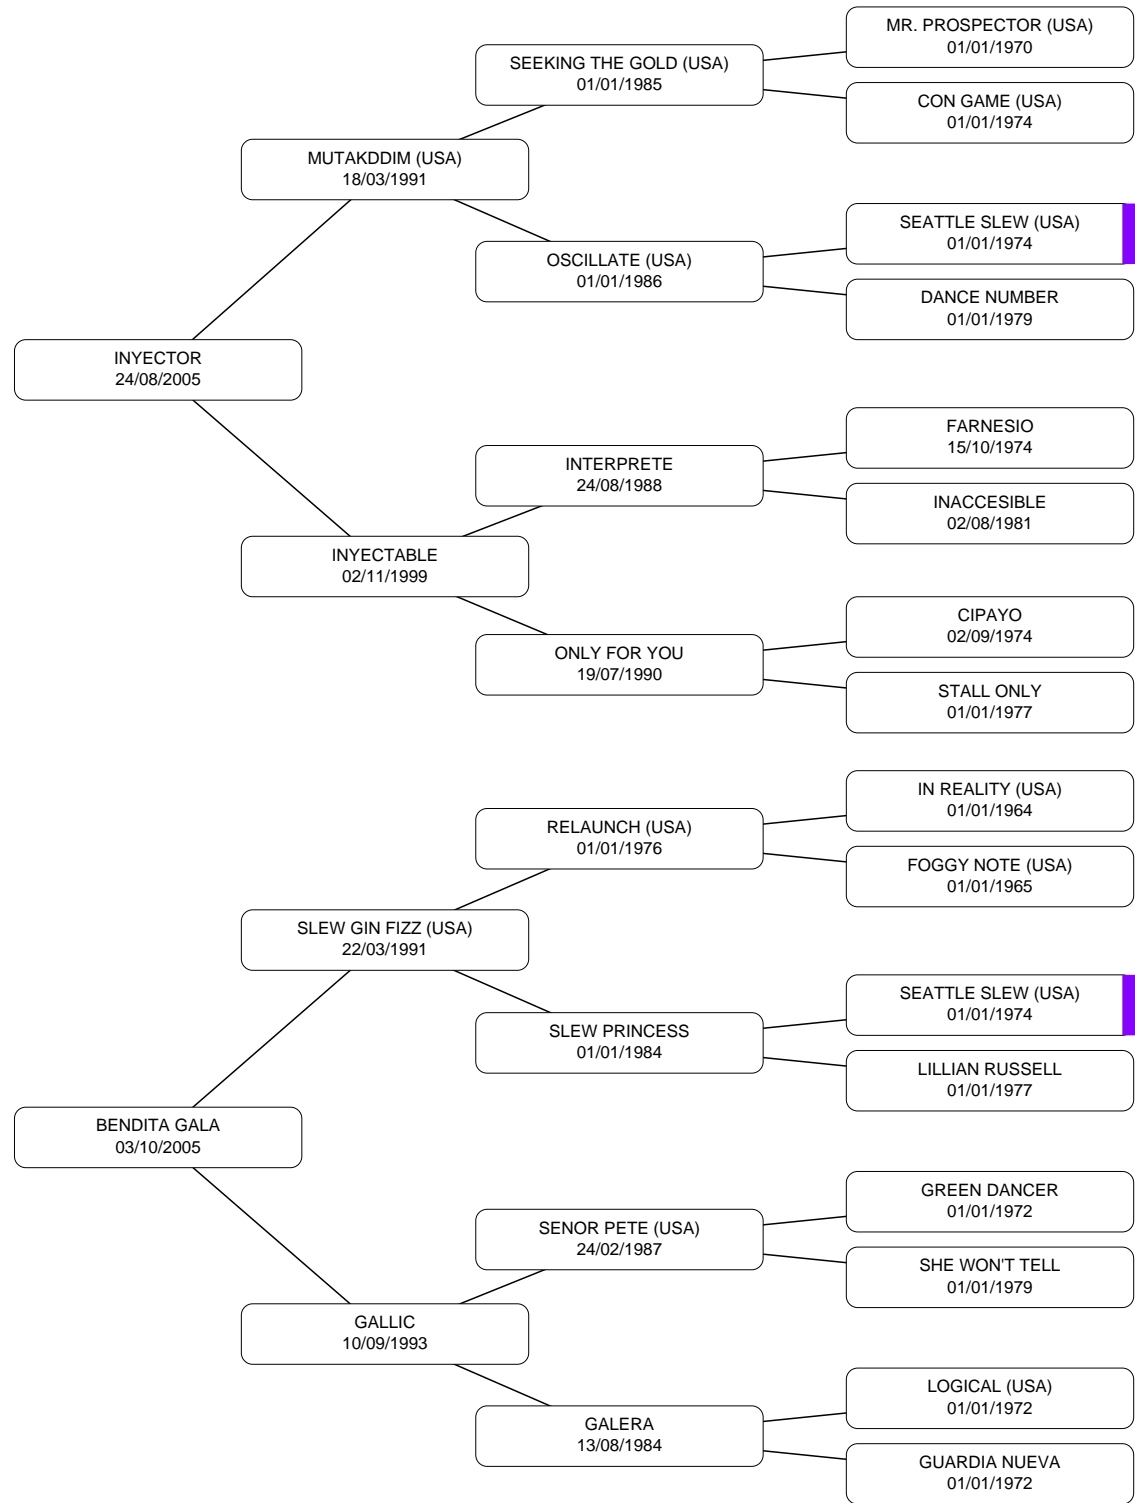 MR. PROSPECTOR (USA)
01/01/1970
SEEKING THE GOLD (USA)
01/01/1985
CON GAME (USA)
01/01/1974
MUTAKDDIM (USA)
18/03/1991
SEATTLE SLEW (USA)
01/01/1974
OSCILLATE (USA)
01/01/1986
DANCE NUMBER
01/01/1979
INYECTOR
24/08/2005
FARNESIO
15/10/1974
INTERPRETE
24/08/1988
INACCESIBLE
02/08/1981
INYECTABLE
02/11/1999
CIPAYO
02/09/1974
ONLY FOR YOU
19/07/1990
STALL ONLY
01/01/1977
IN REALITY (USA)
01/01/1964
RELAUNCH (USA)
01/01/1976
FOGGY NOTE (USA)
01/01/1965
SLEW GIN FIZZ (USA)
22/03/1991
SEATTLE SLEW (USA)
01/01/1974
SLEW PRINCESS
01/01/1984
LILLIAN RUSSELL
01/01/1977
BENDITA GALA
03/10/2005
GREEN DANCER
01/01/1972
SENOR PETE (USA)
24/02/1987
SHE WON'T TELL
01/01/1979
GALLIC
10/09/1993
LOGICAL (USA)
01/01/1972
GALERA
13/08/1984
GUARDIA NUEVA
01/01/1972